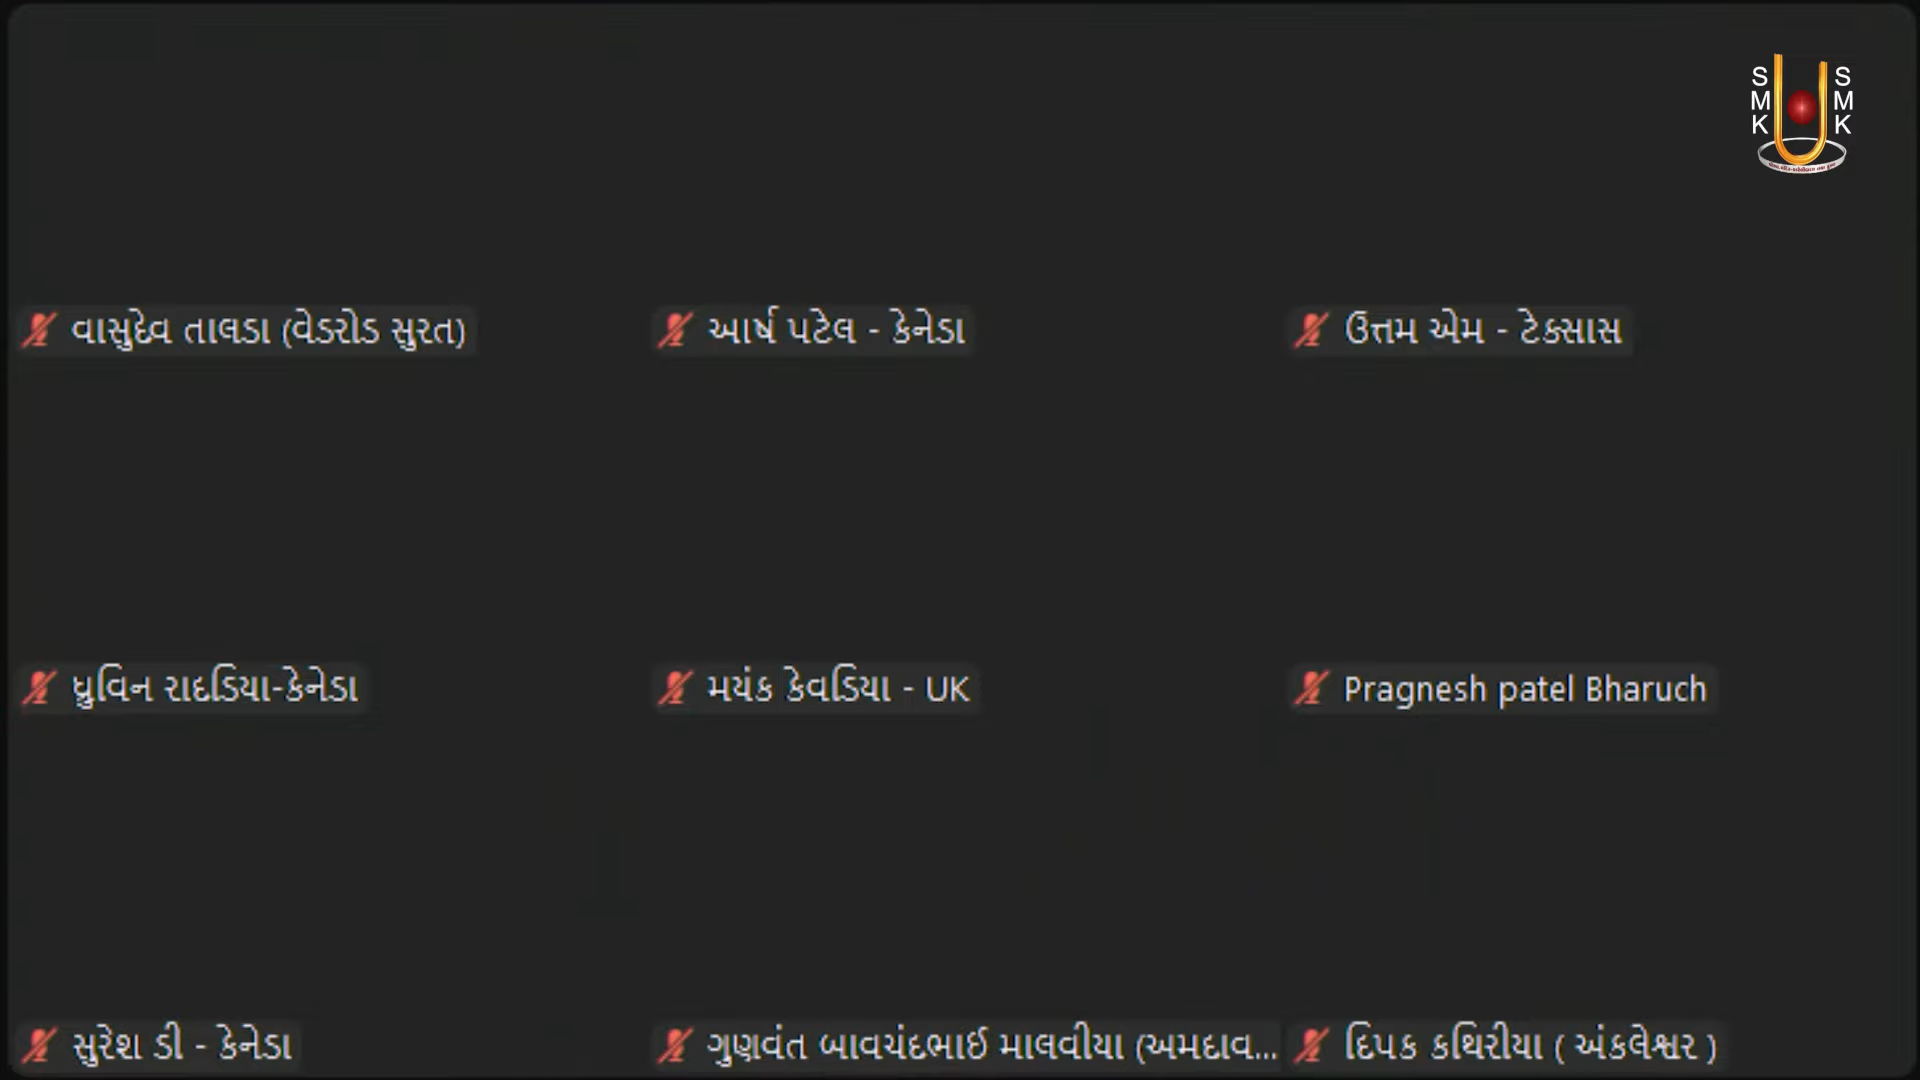 S S
M M
K K
વાસુદેવ તાલડા (વેડરોડ સુરત)
આર્ષ પટેલ - કેનેડા
ઉત્તમ એમ - ટેક્સાસ
ધ્રુવિન રાદડિયા-કેનેડા
મયંક કેવડિયા - UK
Pragnesh patel Bharuch
સુરેશ ડી - કેનેડા
ગુણવંત બાવચંદભાઈ માલવીયા (અમદાવ...
દિપક કથિરીયા ( અંકલેશ્વર )